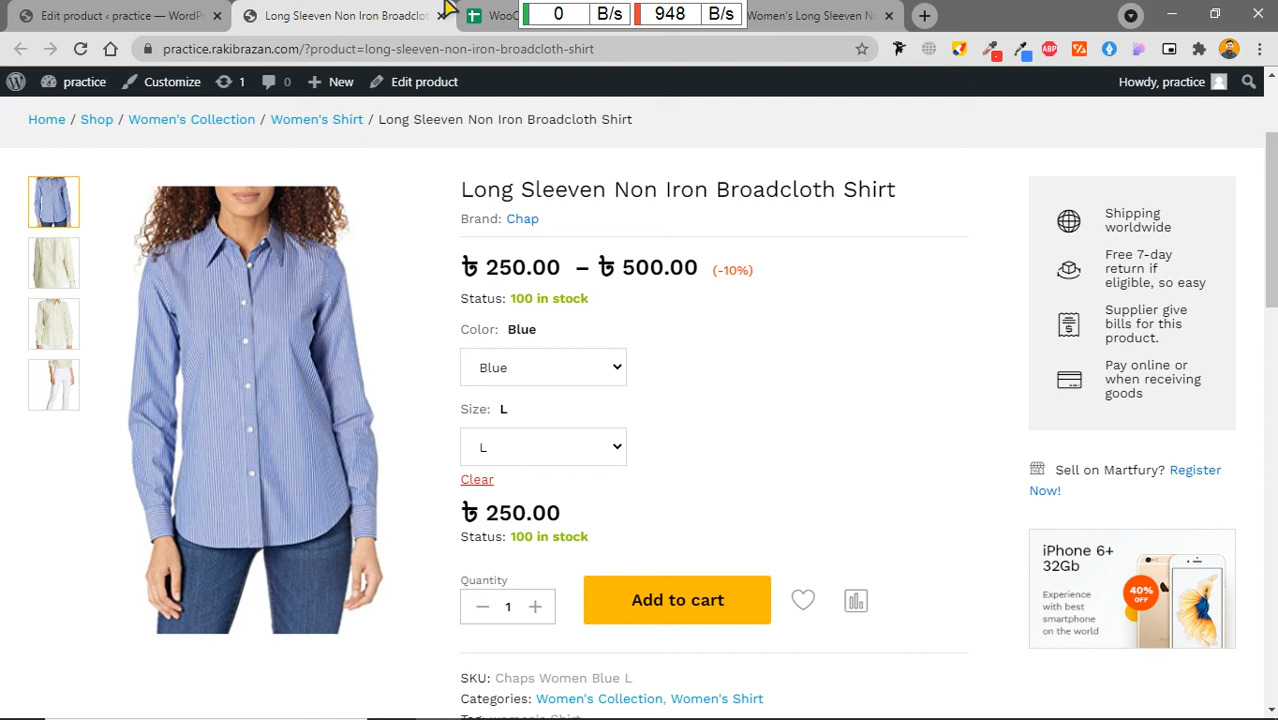 Edit product ‹ practice — WordP
Long Sleeven Non Iron Broadclot
WooC
0 B/s 948 B/s
Women's Long Sleeven N
practice.rakibrazan.com/?product=long-sleeven-non-iron-broadcloth-shirt
ABP
practice Customize 1 0 New Edit product Howdy, practice
Home / Shop / Women's Collection / Women's Shirt / Long Sleeven Non Iron Broadcloth Shirt
Long Sleeven Non Iron Broadcloth Shirt
Brand: Chap
৳ 250.00 – ৳ 500.00 (-10%)
Status: 100 in stock
Color: Blue
Blue
Size: L
L
Clear
৳ 250.00
Status: 100 in stock
Quantity
− 1 +
Add to cart
SKU: Chaps Women Blue L
Categories: Women's Collection, Women's Shirt
Tag: women's Shirt
Shipping
worldwide
Free 7-day
return if
eligible, so easy
Supplier give
bills for this
product.
Pay online or
when receiving
goods
Sell on Martfury? Register
Now!
iPhone 6+
32Gb
40%
OFF
Experience
with best
smartphone
on the world